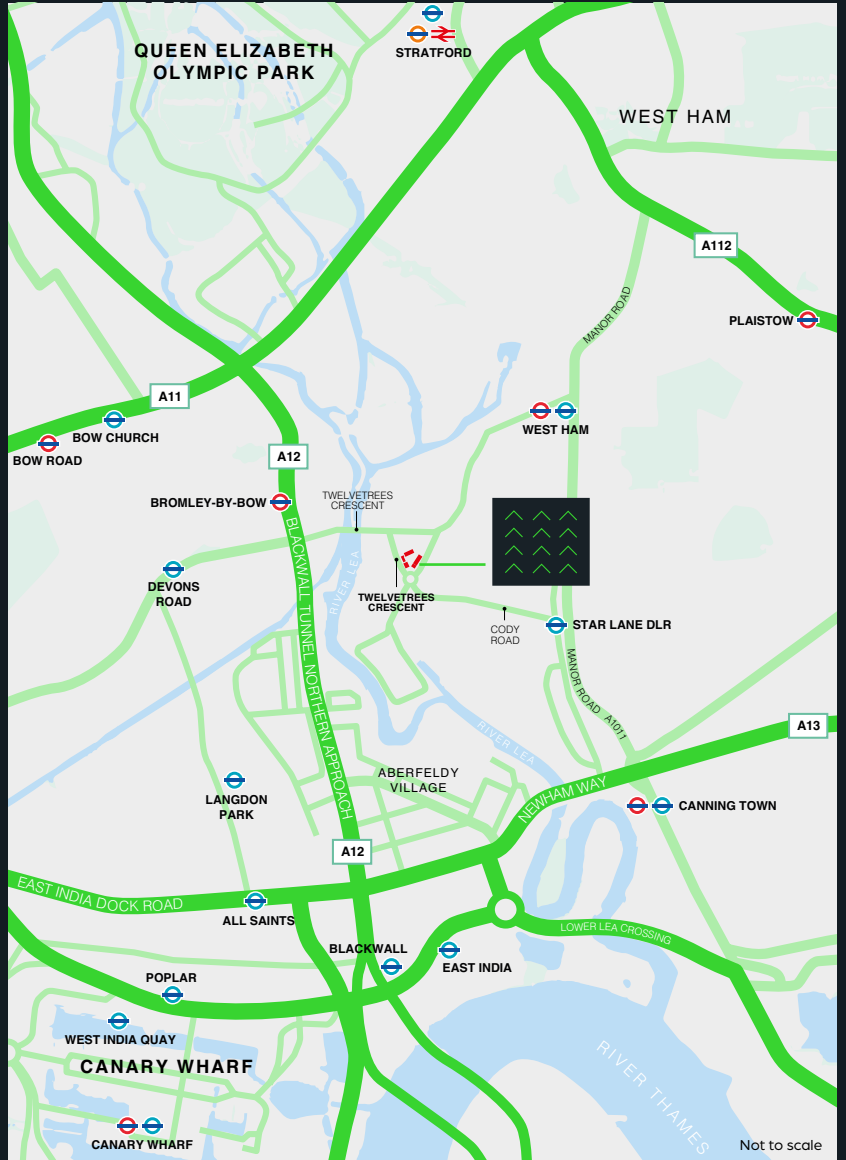 STRATFORD
QUEEN ELIZABETH
OLYMPIC PARK
WEST HAM
A112
PLAISTOW
MANOR ROAD
A11
BOW CHURCH
BOW ROAD
WEST HAM
A12
BROMLEY-BY-BOW
TWELVETREES
CRESCENT
BLACKWALL TUNNEL NORTHERN APPROACH
RIVER LEA
DEVONS
ROAD
TWELVETREES
CRESCENT
CODY
ROAD
STAR LANE DLR
MANOR ROAD A1011
A13
RIVER LEA
ABERFELDY
VILLAGE
LANGDON
PARK
NEWHAM WAY
CANNING TOWN
A12
EAST INDIA DOCK ROAD
ALL SAINTS
LOWER LEA CROSSING
BLACKWALL
EAST INDIA
POPLAR
WEST INDIA QUAY
CANARY WHARF
RIVER THAMES
CANARY WHARF
Not to scale